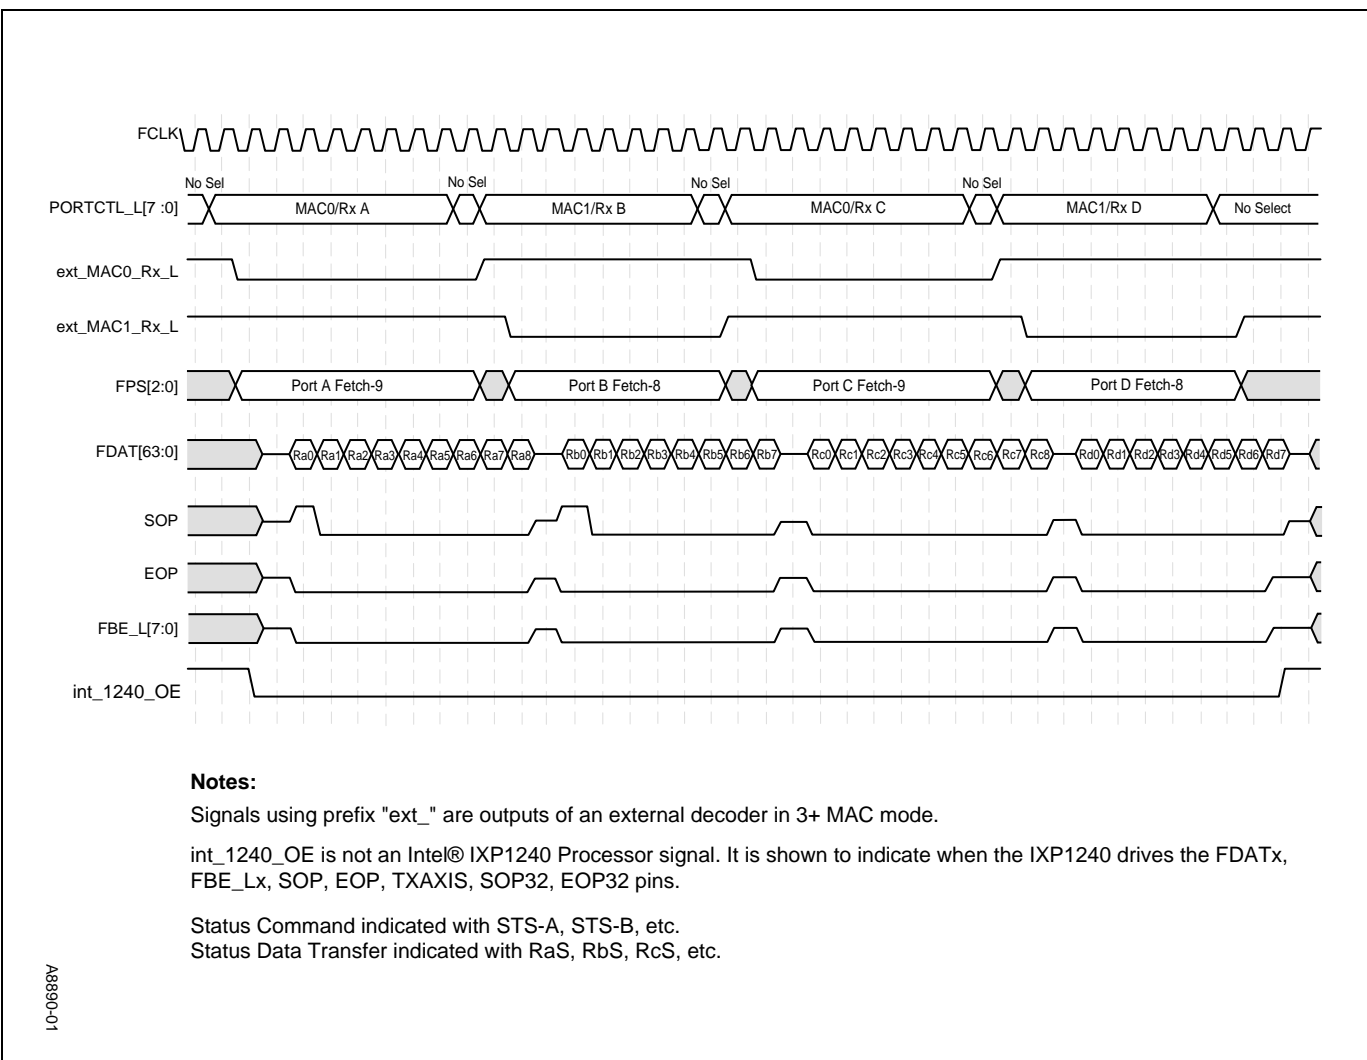 FCLK
No Sel No Sel No Sel No Sel
PORTCTL_L[7 :0] MAC0/Rx A MAC1/Rx B MAC0/Rx C MAC1/Rx D No Select
ext_MAC0_Rx_L
ext_MAC1_Rx_L
FPS[2:0] Port A Fetch-9 Port B Fetch-8 Port C Fetch-9 Port D Fetch-8
FDAT[63:0] Ra0 Ra1 Ra2 Ra3 Ra4 Ra5 Ra6 Ra7 Ra8 Rb0 Rb1 Rb2 Rb3 Rb4 Rb5 Rb6 Rb7 Rc0 Rc1 Rc2 Rc3 Rc4 Rc5 Rc6 Rc7 Rc8 Rd0 Rd1 Rd2 Rd3 Rd4 Rd5 Rd6 Rd7
SOP
EOP
FBE_L[7:0]
int_1240_OE
Notes:
Signals using prefix "ext_" are outputs of an external decoder in 3+ MAC mode.
int_1240_OE is not an Intel® IXP1240 Processor signal. It is shown to indicate when the IXP1240 drives the FDATx,
FBE_Lx, SOP, EOP, TXAXIS, SOP32, EOP32 pins.
Status Command indicated with STS-A, STS-B, etc.
Status Data Transfer indicated with RaS, RbS, RcS, etc.
A8890-01